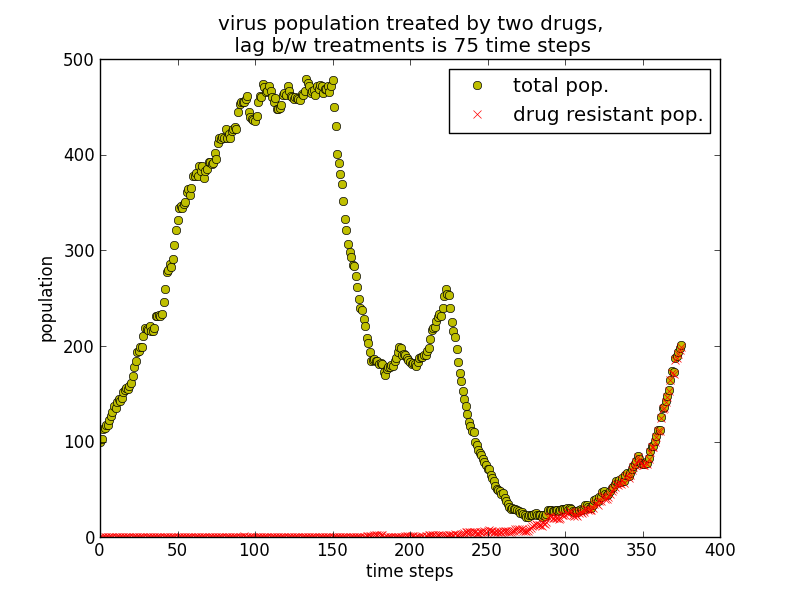 virus population treated by two drugs,
lag b/w treatments is 75 time steps
total pop.
drug resistant pop.
population
500
400
300
200
100
0
0 50 100 150 200 250 300 350 400
time steps